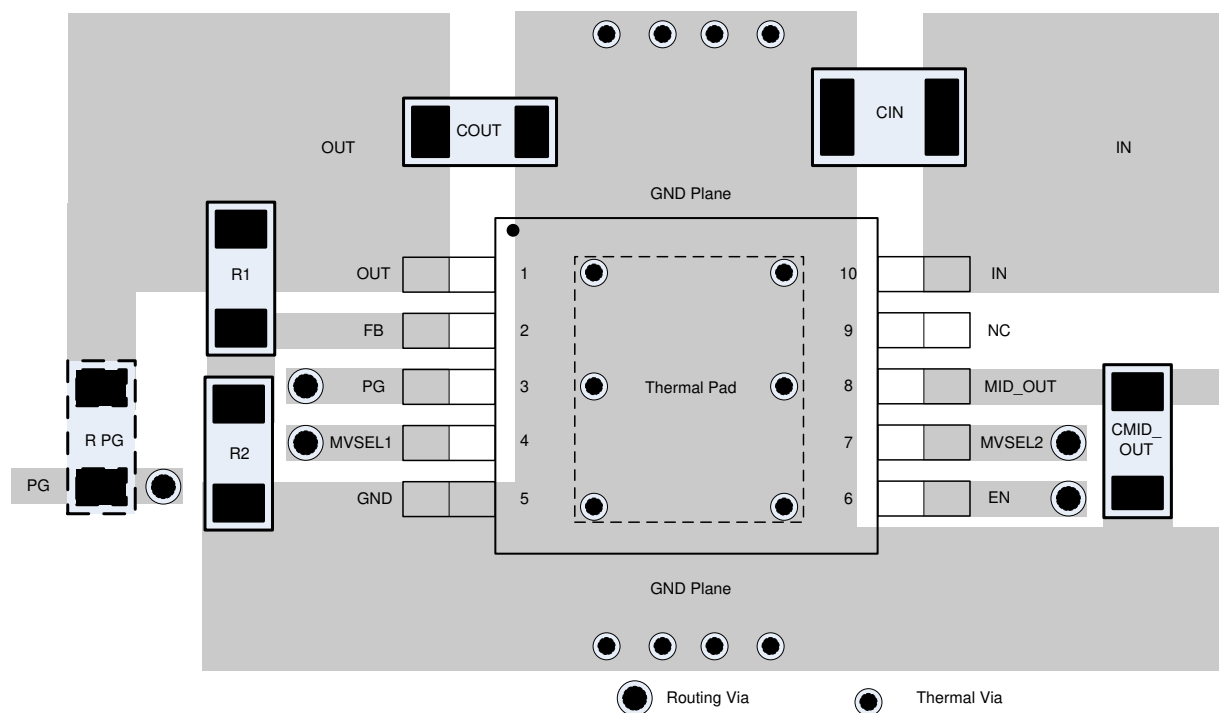 COUT
CIN
OUT
IN
GND Plane
R1
OUT
1
10
IN
FB
2
9
NC
PG
3
Thermal Pad
8
MID_OUT
R PG
R2
MVSEL1
4
7
MVSEL2
CMID_
OUT
PG
GND
5
6
EN
GND Plane
Routing Via
Thermal Via